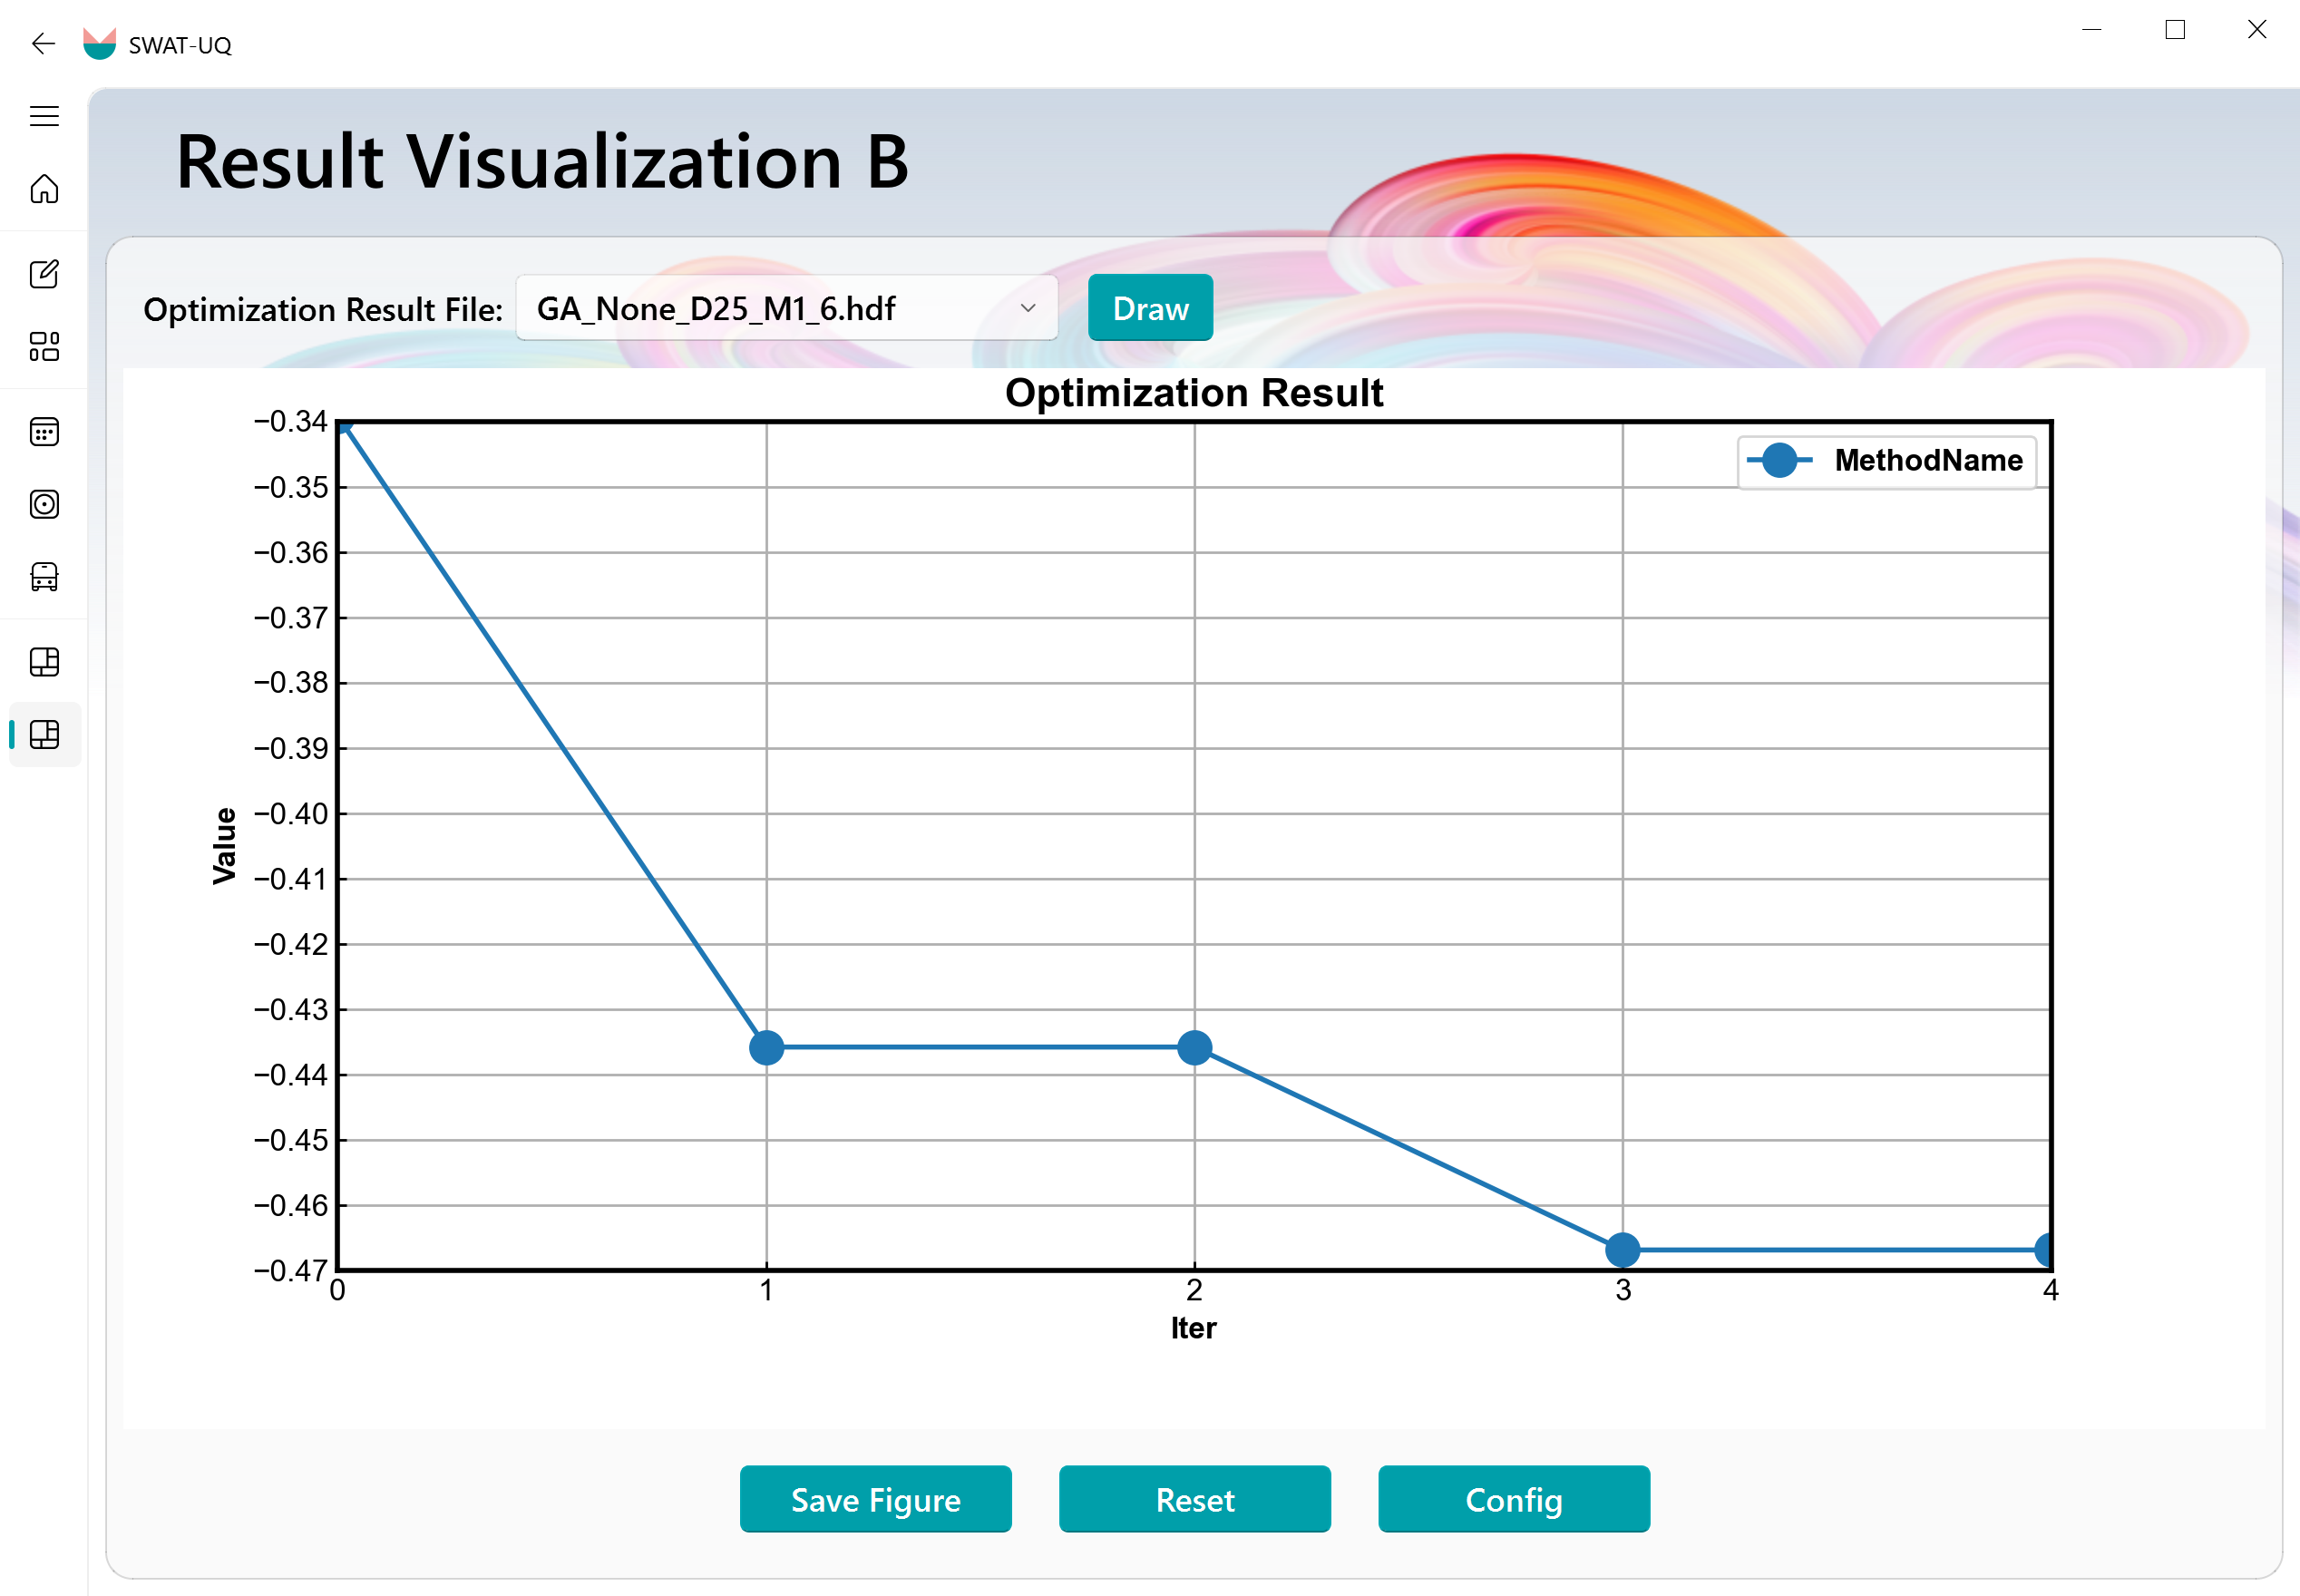 SWAT-UQ
Result Visualization B
Optimization Result File: GA_None_D25_M1_6.hdf Draw
Optimization Result
MethodName
−0.34
−0.35
−0.36
−0.37
−0.38
−0.39
−0.40
−0.41
−0.42
−0.43
−0.44
−0.45
−0.46
−0.47
Value
0 1 2 3 4
Iter
Save Figure Reset Config